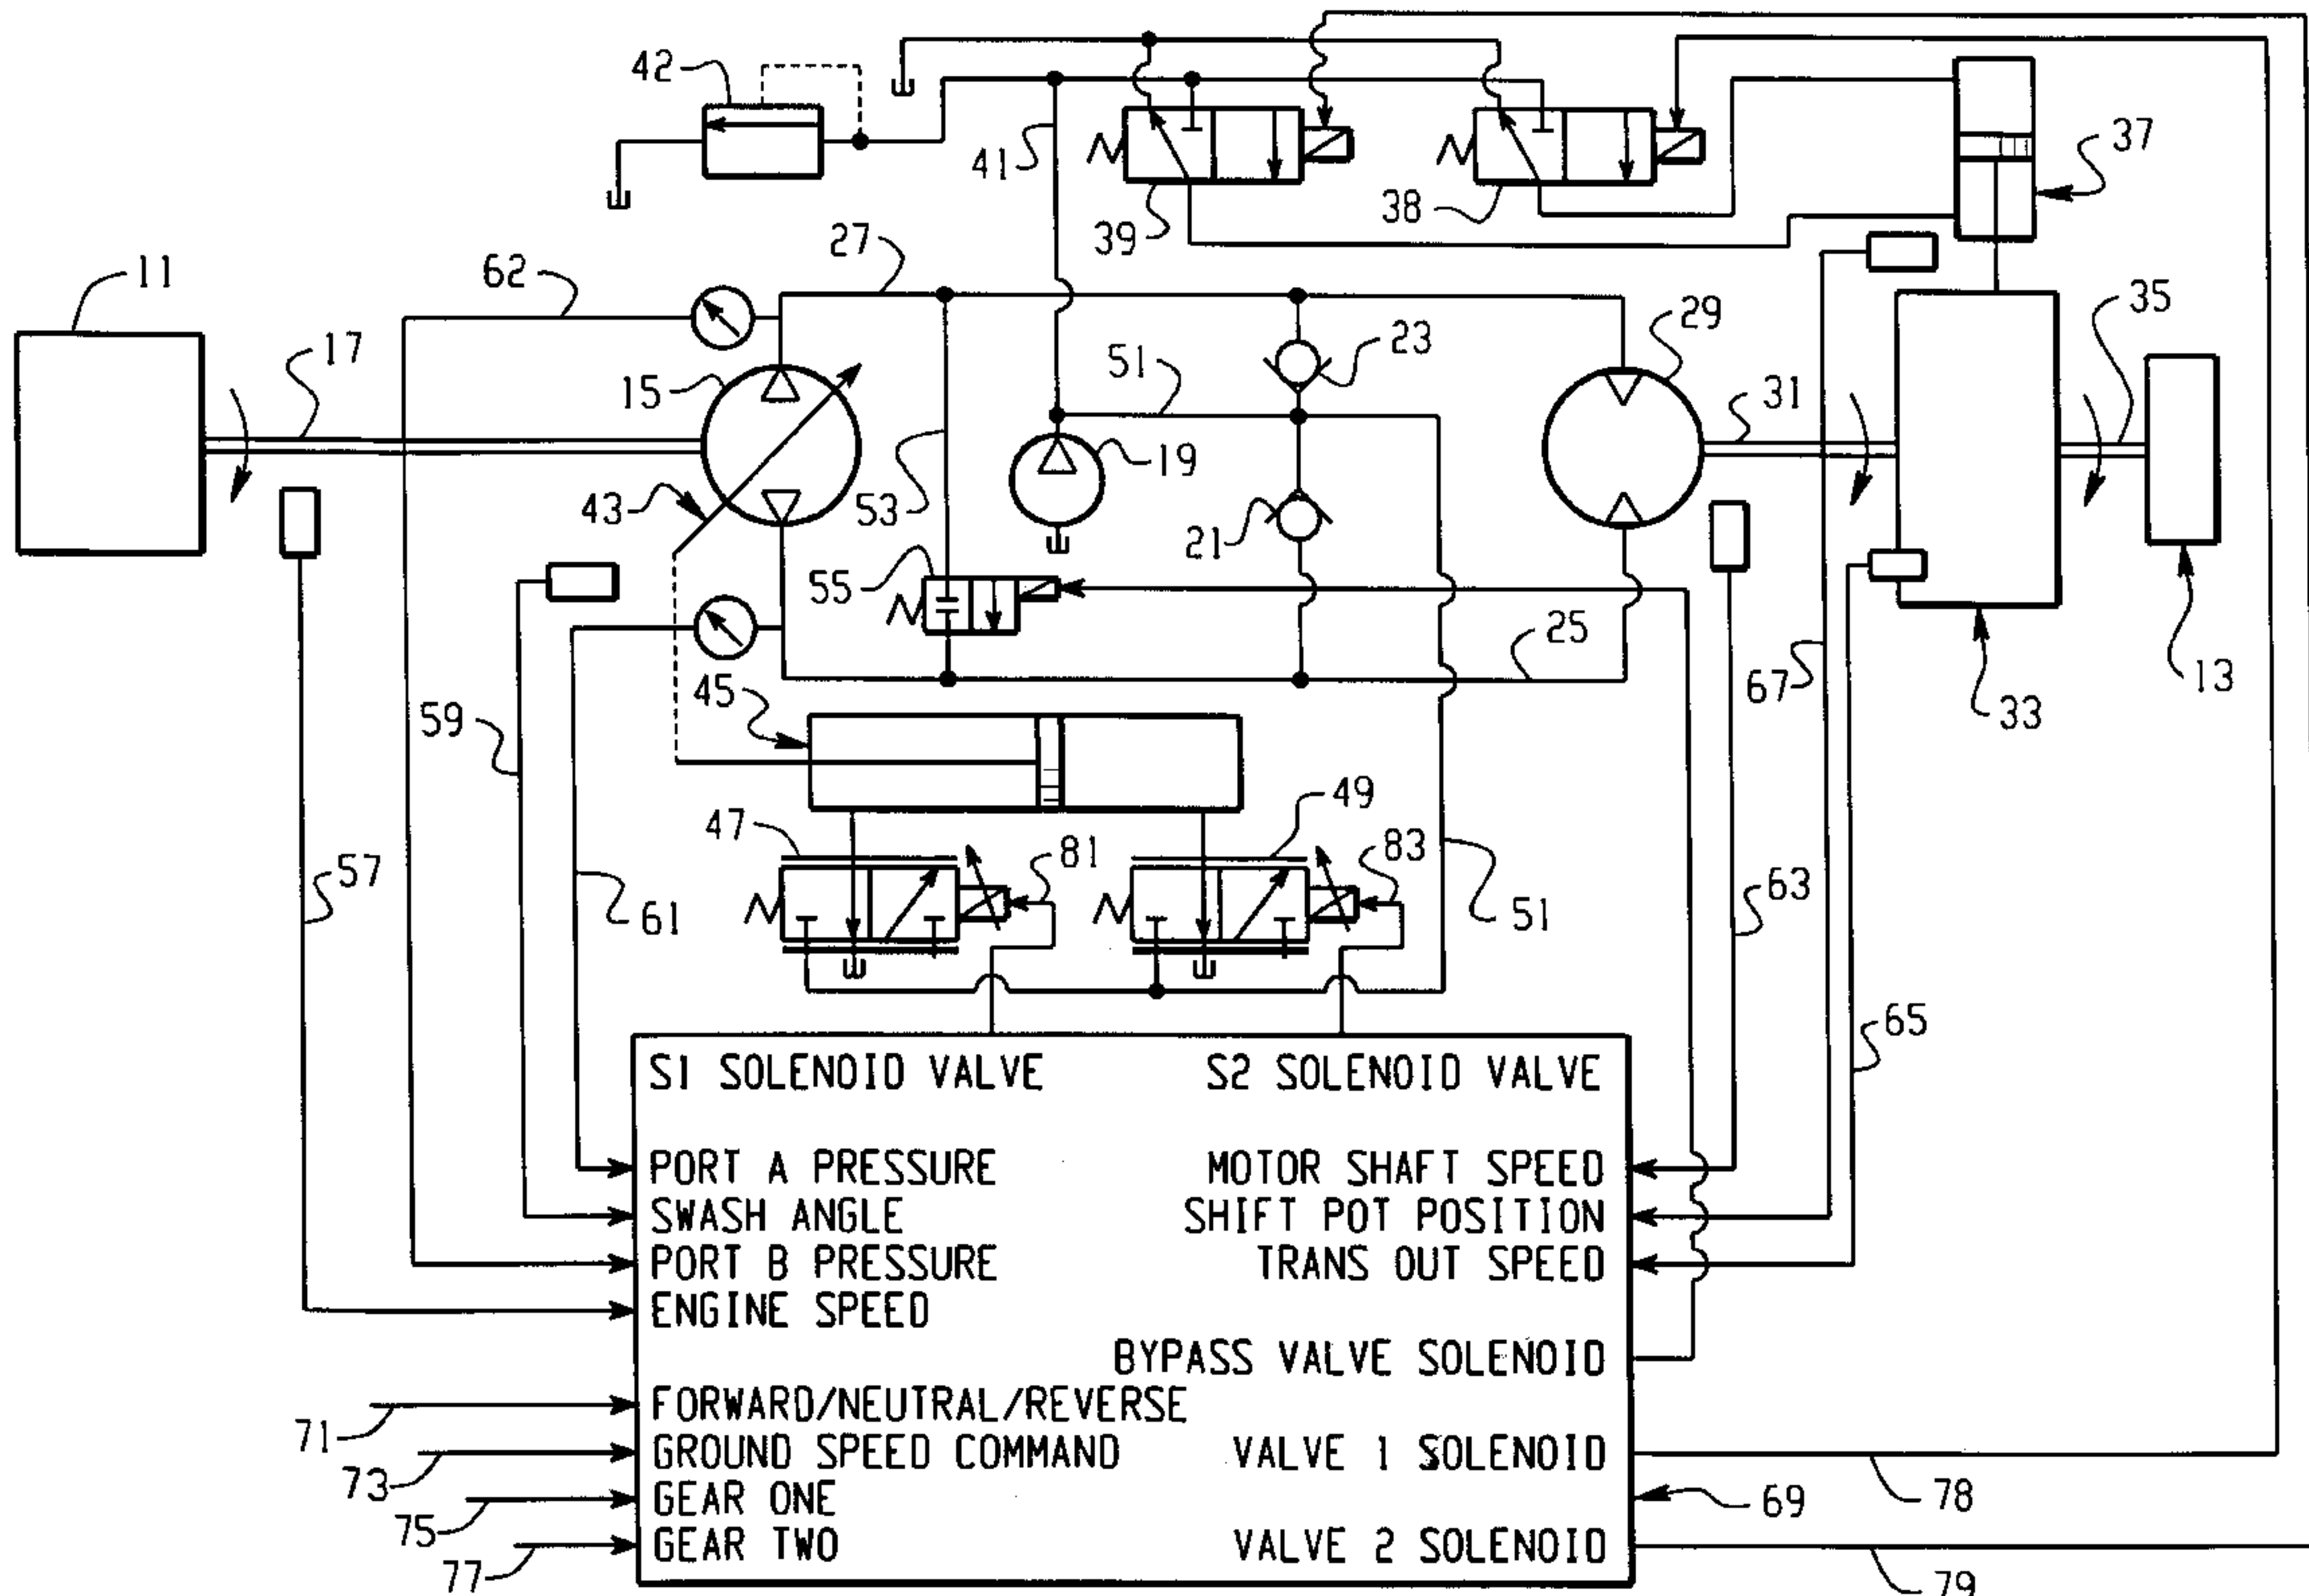 42
37
41
39
38
11
62
27
17
15
51
23
29
31
35
19
43
53
21
55
25
67
33
13
45
59
47
49
81
83
57
61
51
63
65
S1 SOLENOID VALVE
S2 SOLENOID VALVE
PORT A PRESSURE
MOTOR SHAFT SPEED
SWASH ANGLE
SHIFT POT POSITION
PORT B PRESSURE
TRANS OUT SPEED
ENGINE SPEED
BYPASS VALVE SOLENOID
71
FORWARD/NEUTRAL/REVERSE
73
GROUND SPEED COMMAND
VALVE 1 SOLENOID
78
75
GEAR ONE
69
77
GEAR TWO
VALVE 2 SOLENOID
79